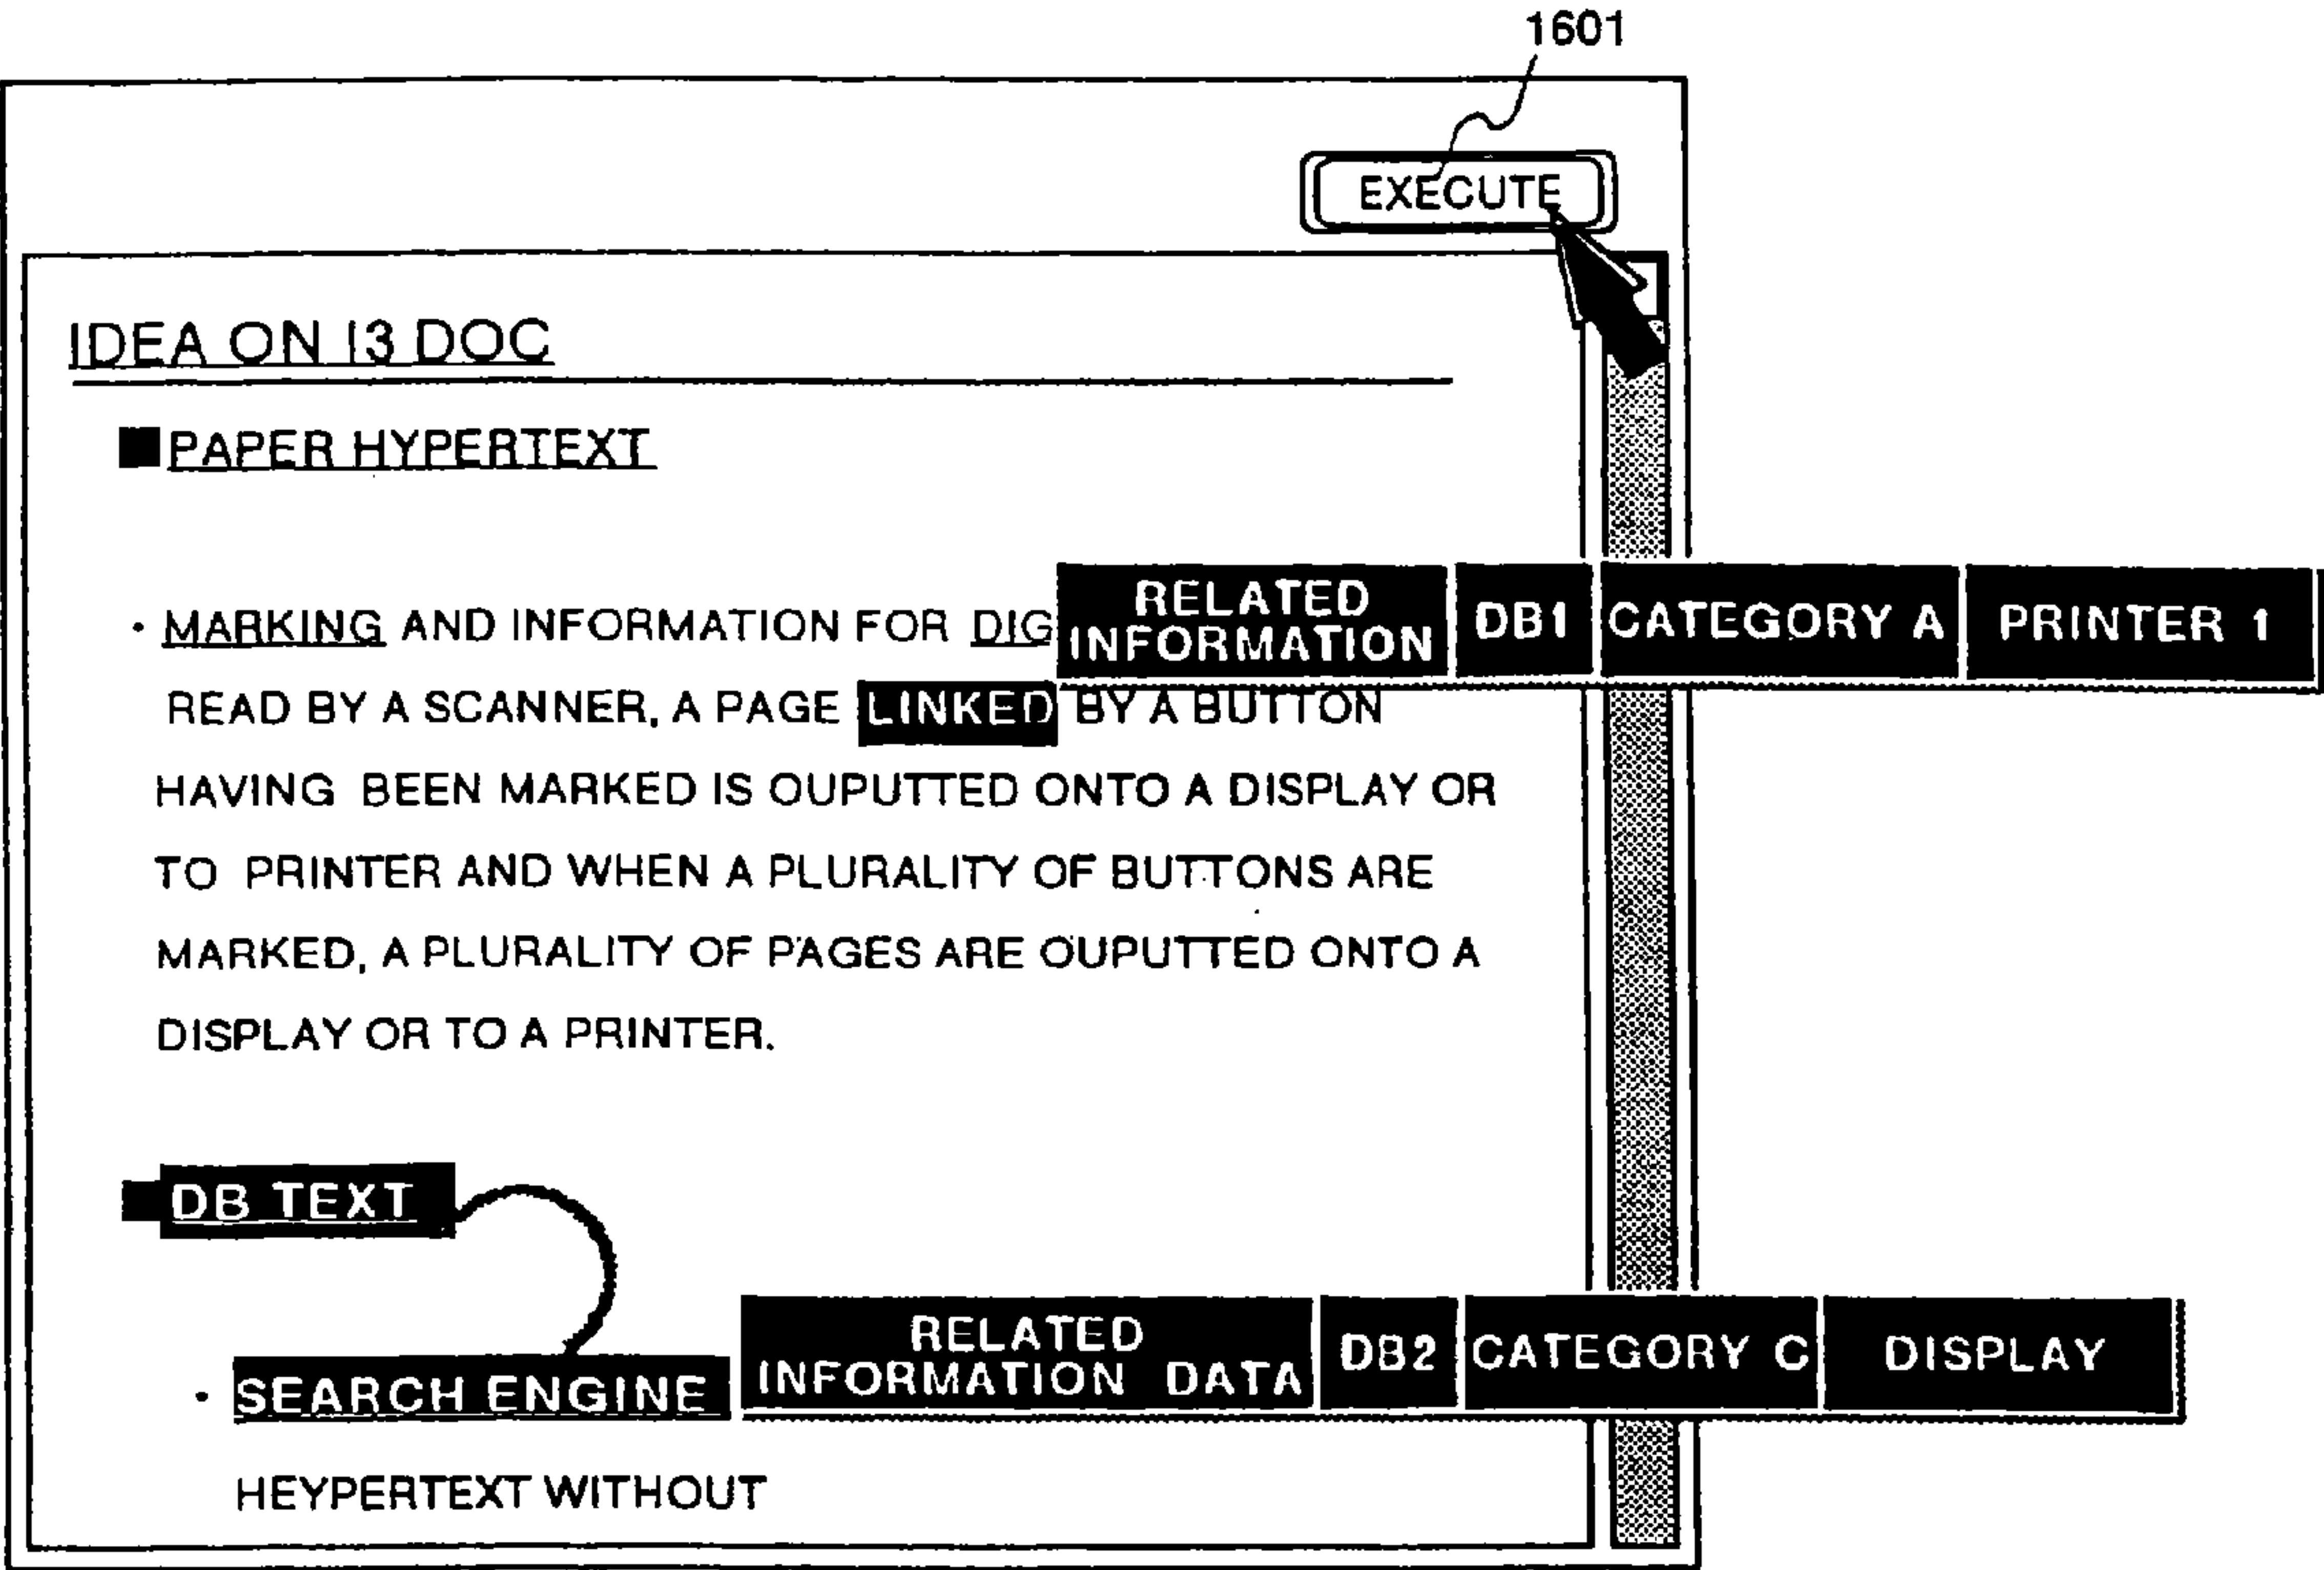 1601
EXECUTE
IDEA ON I3 DOC
PAPER HYPERTEXT
· MARKING AND INFORMATION FOR DIG
RELATED
INFORMATION
DB1
CATEGORY A
PRINTER 1
READ BY A SCANNER, A PAGE LINKED BY A BUTTON
HAVING BEEN MARKED IS OUPUTTED ONTO A DISPLAY OR
TO PRINTER AND WHEN A PLURALITY OF BUTTONS ARE
MARKED, A PLURALITY OF PAGES ARE OUPUTTED ONTO A
DISPLAY OR TO A PRINTER.
DB TEXT
· SEARCH ENGINE
RELATED
INFORMATION DATA
DB2
CATEGORY C
DISPLAY
HEYPERTEXT WITHOUT